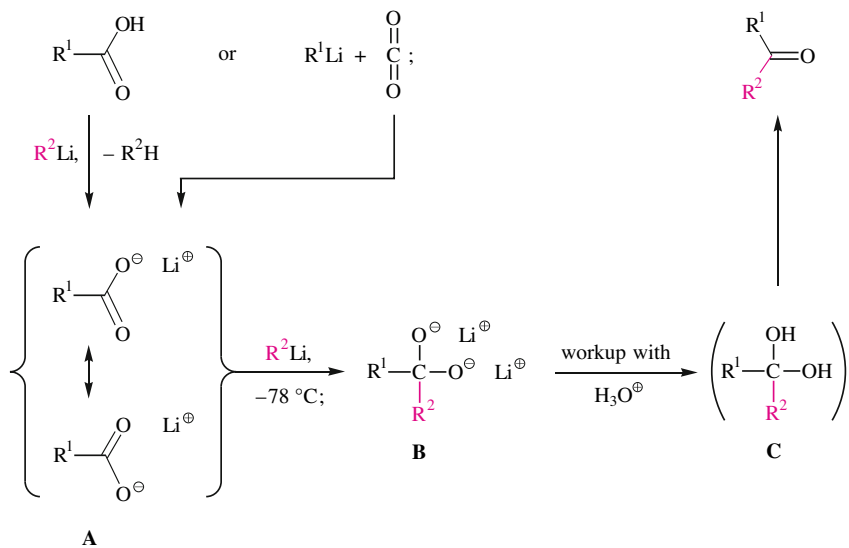 OH
R¹
O
or
R¹Li +
O
C ;
O
R¹
O
R²
R²Li, – R²H
O⊖ Li⊕
R¹
O
O Li⊕
R¹
O⊖
A
R²Li,
–78 °C;
O⊖ Li⊕
R¹ C O⊖ Li⊕
R²
B
workup with
H₃O⊕
OH
R¹ C OH
R²
C